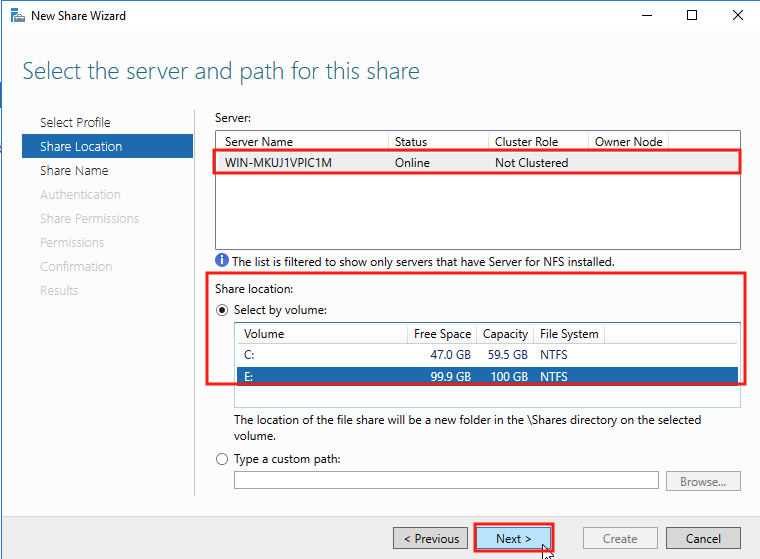 New Share Wizard
Select the server and path for this share
Select Profile
Share Location
Share Name
Authentication
Share Permissions
Permissions
Confirmation
Results
Server:
Server Name Status Cluster Role Owner Node
WIN-MKUJ1VPIC1M Online Not Clustered
The list is filtered to show only servers that have Server for NFS installed.
Share location:
Select by volume:
Volume Free Space Capacity File System
C: 47.0 GB 59.5 GB NTFS
E: 99.9 GB 100 GB NTFS
The location of the file share will be a new folder in the \Shares directory on the selected
volume.
Type a custom path:
Browse...
< Previous Next > Create Cancel